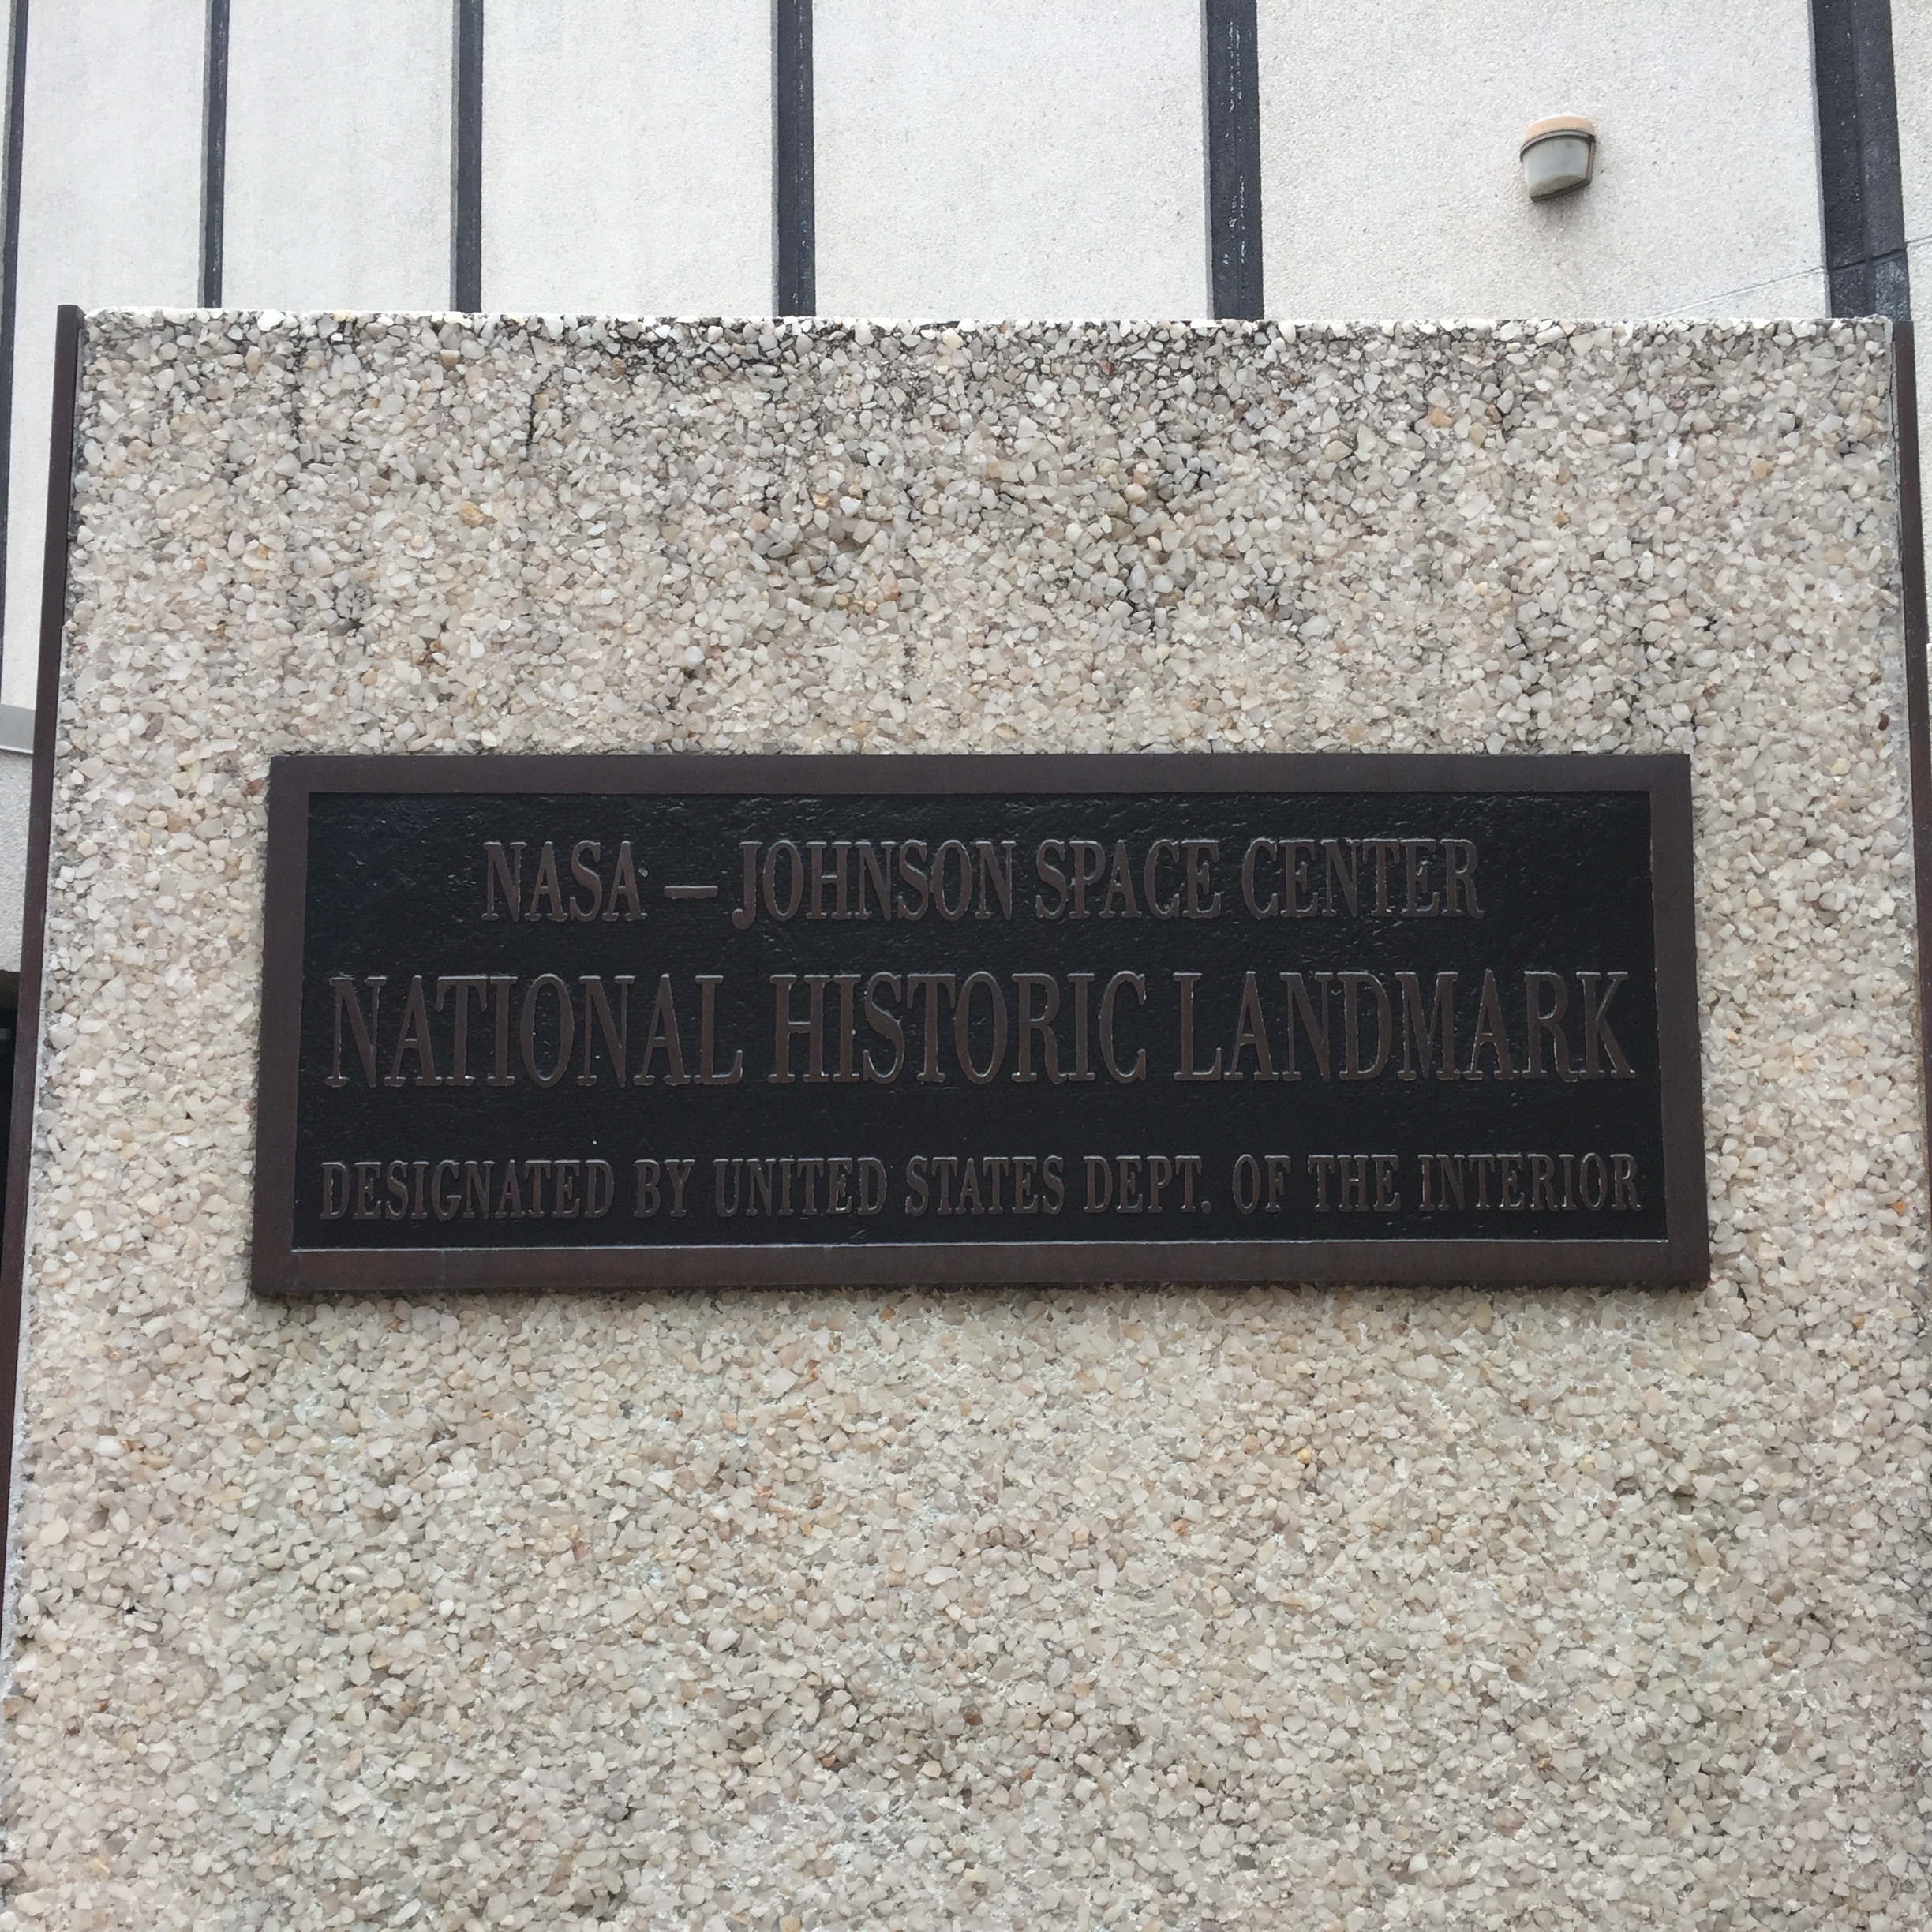 NASA — JOHNSON SPACE CENTER
NATIONAL HISTORIC LANDMARK
DESIGNATED BY UNITED STATES DEPT. OF THE INTERIOR